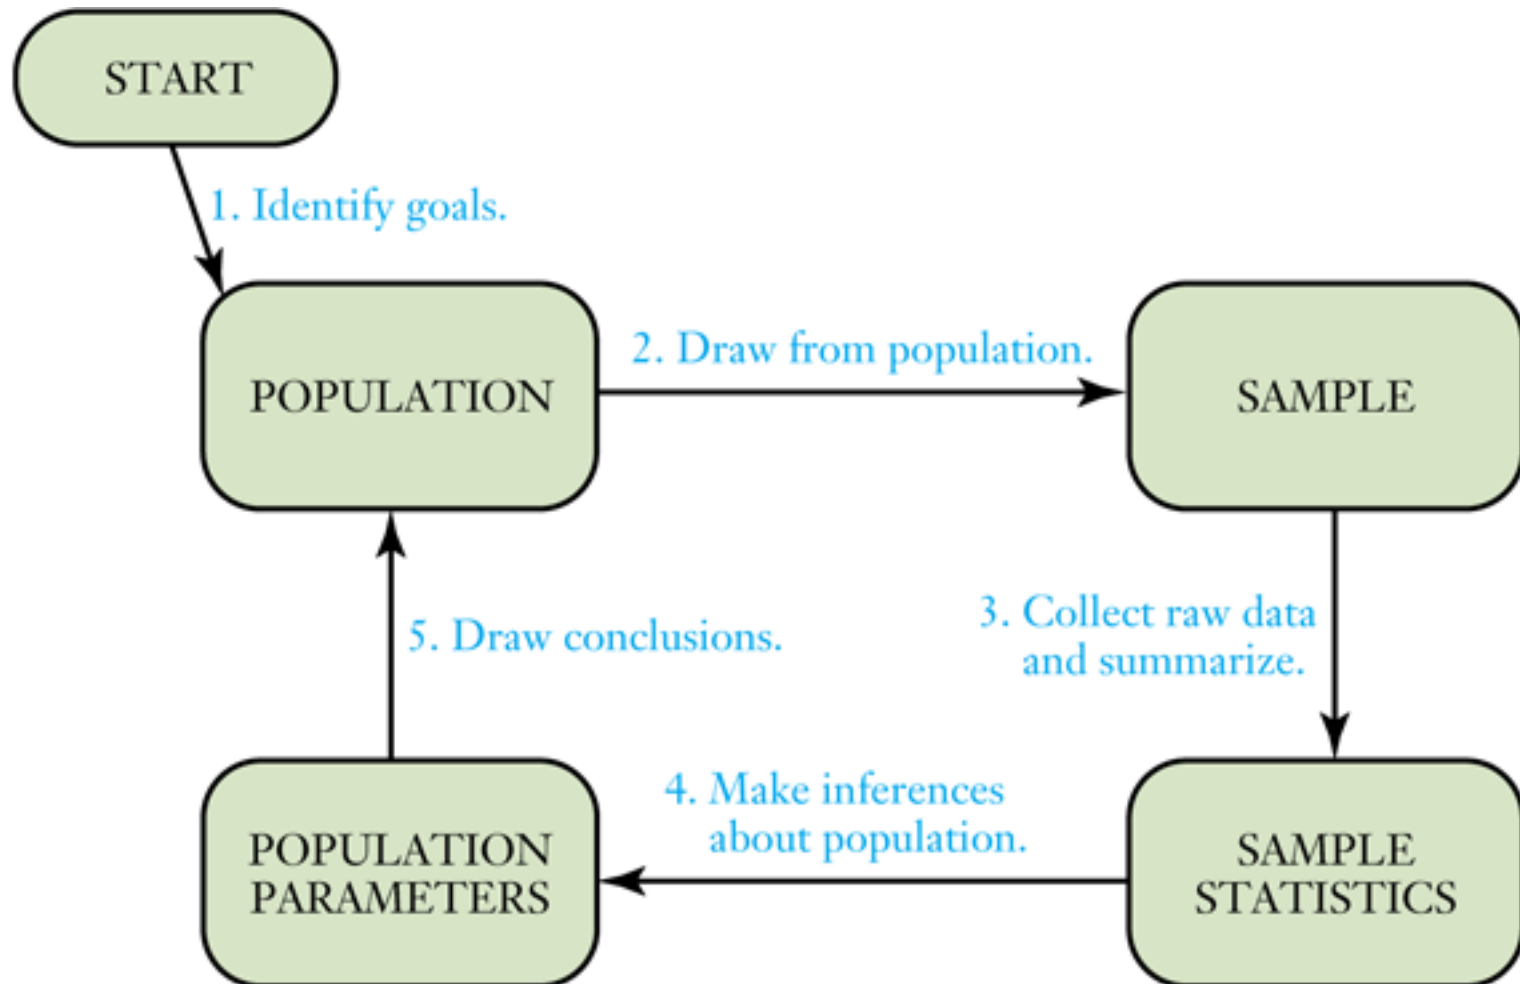 START
1. Identify goals.
POPULATION
2. Draw from population.
SAMPLE
3. Collect raw data
and summarize.
SAMPLE
STATISTICS
4. Make inferences
about population.
POPULATION
PARAMETERS
5. Draw conclusions.